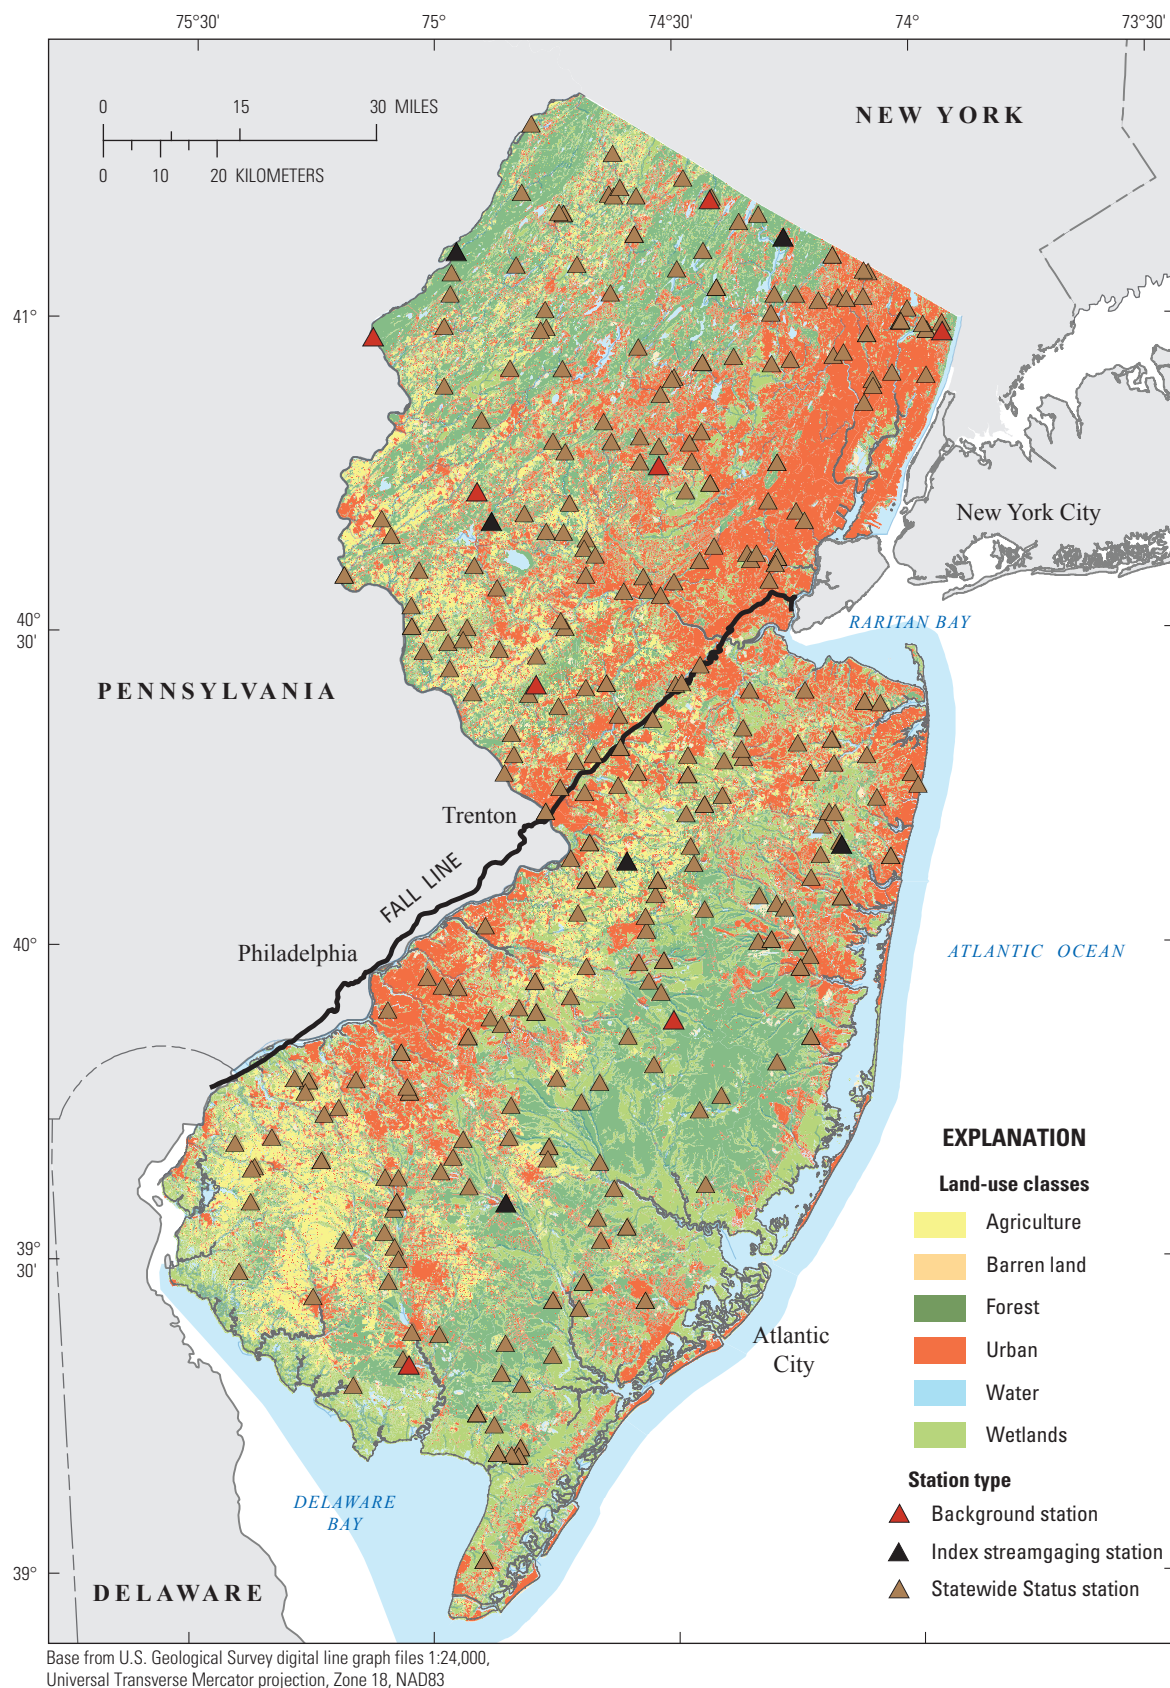 75°30'
75°
74°30'
74°
73°30'
0 15 30 MILES
0 10 20 KILOMETERS
NEW YORK
41°
New York City
40°
30'
RARITAN BAY
PENNSYLVANIA
Trenton
FALL LINE
40°
Philadelphia
ATLANTIC OCEAN
EXPLANATION
Land-use classes
Agriculture
Barren land
Forest
Urban
Water
Wetlands
Station type
Background station
Index streamgaging station
Statewide Status station
39°
30'
Atlantic
City
DELAWARE
BAY
39°
DELAWARE
Base from U.S. Geological Survey digital line graph files 1:24,000,
Universal Transverse Mercator projection, Zone 18, NAD83